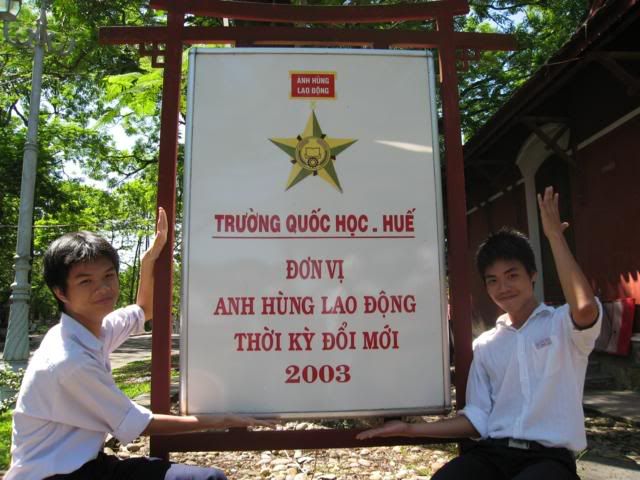 ANH HÙNG
LAO ĐỘNG
TRƯỜNG QUỐC HỌC . HUẾ
ĐƠN VỊ
ANH HÙNG LAO ĐỘNG
THỜI KỲ ĐỔI MỚI
2003